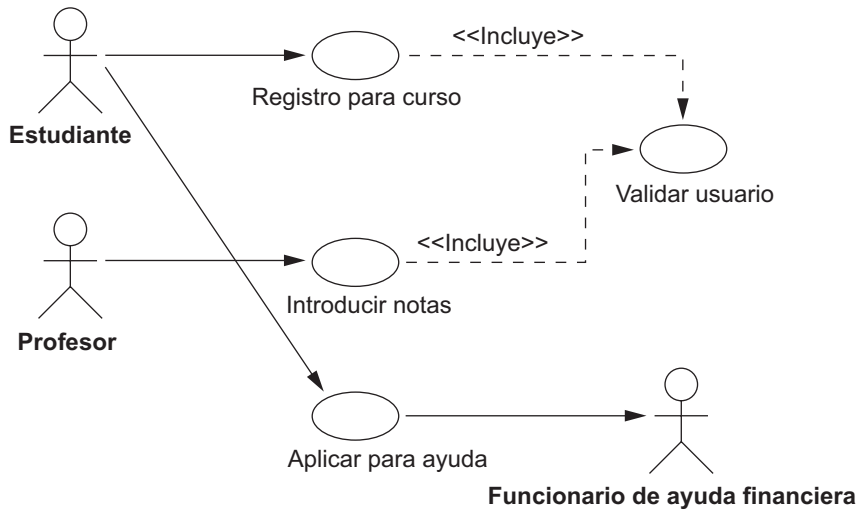 <<Incluye>>
Registro para curso
Estudiante
Validar usuario
<<Incluye>>
Introducir notas
Profesor
Aplicar para ayuda
Funcionario de ayuda financiera